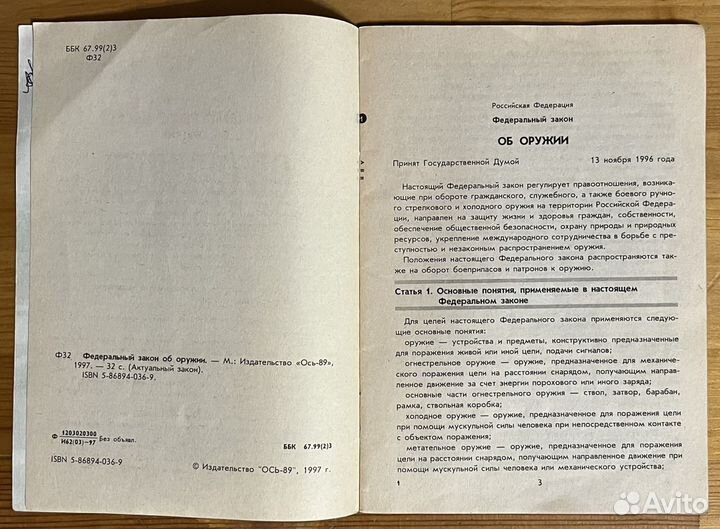 ББК 67.99(2)3
Ф32
Ф32 Федеральный закон об оружии. — М.: Издательство «Ось-89»,
1997. — 32 с. (Актуальный закон).
ISBN 5-86894-036-9.
Ф 1203020300
И62(03)–97 Без объявл.
ББК 67.99(2)3
ISBN 5-86894-036-9
© Издательство "ОСЬ-89", 1997 г.
Российская Федерация
Федеральный закон
ОБ ОРУЖИИ
Принят Государственной Думой 13 ноября 1996 года
Настоящий Федеральный закон регулирует правоотношения, возникаю-
щие при обороте гражданского, служебного, а также боевого ручно-
го стрелкового и холодного оружия на территории Российской Федера-
ции, направлен на защиту жизни и здоровья граждан, собственности,
обеспечение общественной безопасности, охрану природы и природных
ресурсов, укрепление международного сотрудничества в борьбе с пре-
ступностью и незаконным распространением оружия.
Положения настоящего Федерального закона распространяются так-
же на оборот боеприпасов и патронов к оружию.
Статья 1. Основные понятия, применяемые в настоящем
Федеральном законе
Для целей настоящего Федерального закона применяются следую-
щие основные понятия:
оружие — устройства и предметы, конструктивно предназначенные
для поражения живой или иной цели, подачи сигналов;
огнестрельное оружие — оружие, предназначенное для механического
поражения цели на расстоянии снарядом, получающим направлен-
ное движение за счет энергии порохового или иного заряда;
основные части огнестрельного оружия — ствол, затвор, барабан,
рамка, ствольная коробка;
холодное оружие — оружие, предназначенное для поражения цели
при помощи мускульной силы человека при непосредственном контакте
с объектом поражения;
метательное оружие — оружие, предназначенное для поражения
цели на расстоянии снарядом, получающим направленное движение при
помощи мускульной силы человека или механического устройства;
1 3
Avito